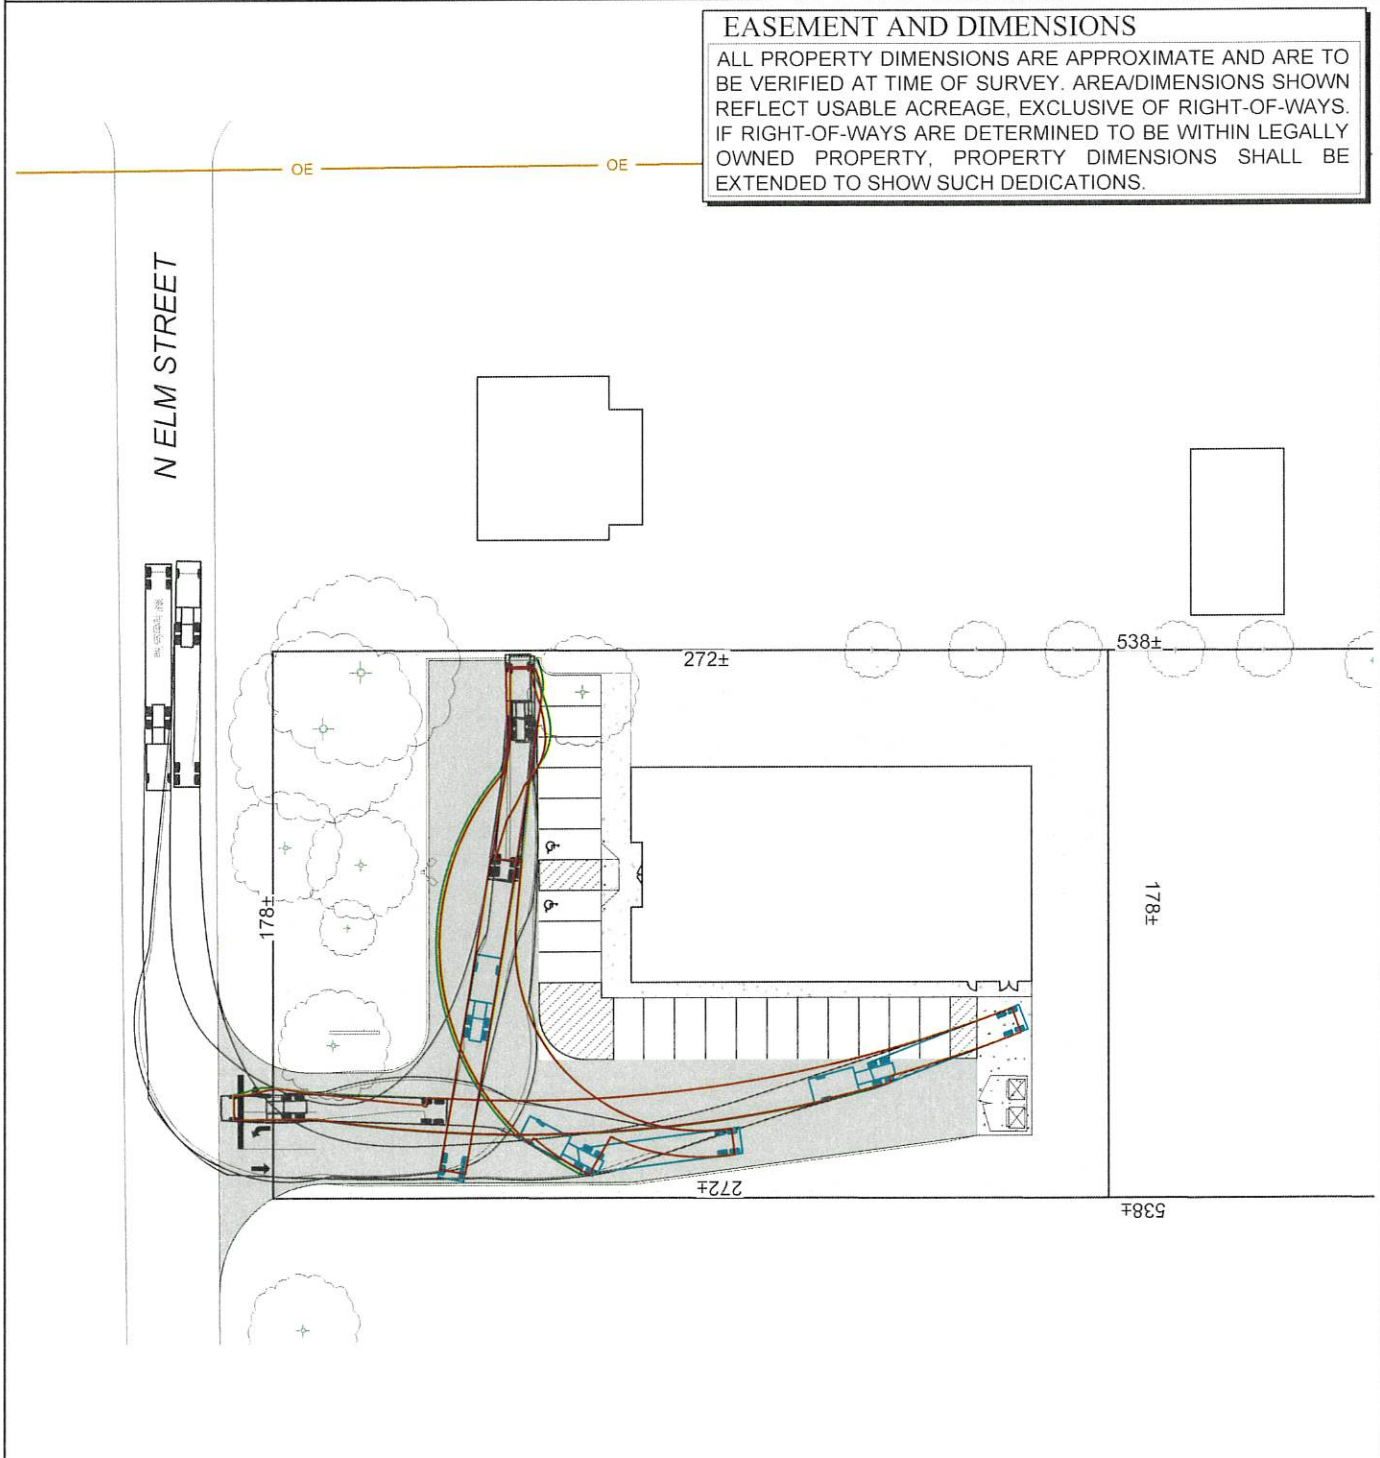 EASEMENT AND DIMENSIONS
ALL PROPERTY DIMENSIONS ARE APPROXIMATE AND ARE TO
BE VERIFIED AT TIME OF SURVEY. AREA/DIMENSIONS SHOWN
REFLECT USABLE ACREAGE, EXCLUSIVE OF RIGHT-OF-WAYS.
IF RIGHT-OF-WAYS ARE DETERMINED TO BE WITHIN LEGALLY
OWNED PROPERTY, PROPERTY DIMENSIONS SHALL BE
EXTENDED TO SHOW SUCH DEDICATIONS.
OE
OE
N ELM STREET
538±
272±
178±
178±
272±
538±